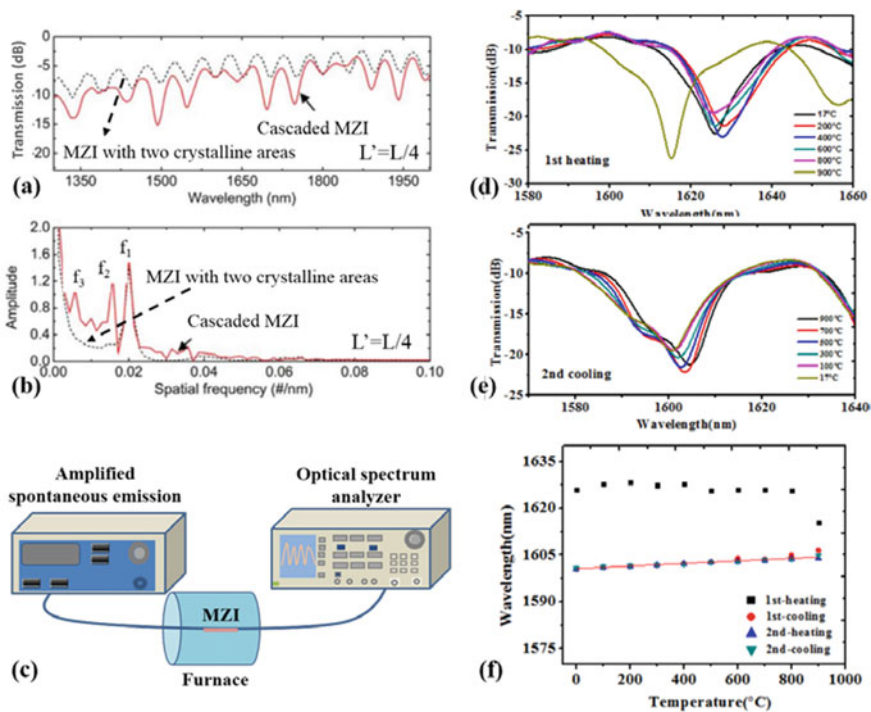 Transmission (dB)
0
-5
-10
-15
-20
Cascaded MZI
MZI with two crystalline areas
L'=L/4
1350
1500
1650
1800
1950
Wavelength (nm)
(a)
2.0
1.6
1.2
0.8
0.4
0.0
Amplitude
f3
f2
f1
MZI with two crystalline areas
Cascaded MZI
L'=L/4
0.00
0.02
0.04
0.06
0.08
0.10
Spatial frequency (#/nm)
(b)
Amplified
spontaneous emission
Optical spectrum
analyzer
MZI
Furnace
(c)
Transmission (dB)
-5
-10
-15
-20
-25
-30
17°C
200°C
400°C
600°C
800°C
900°C
1st heating
1580
1600
1620
1640
1660
Wavelength(nm)
(d)
Transmission(dB)
-5
-10
-15
-20
-25
900°C
700°C
500°C
300°C
100°C
17°C
2nd cooling
1580
1600
1620
1640
Wavelength(nm)
(e)
Wavelength(nm)
1635
1620
1605
1590
1575
1st-heating
1st-cooling
2nd-heating
2nd-cooling
0
200
400
600
800
1000
Temperature(°C)
(f)